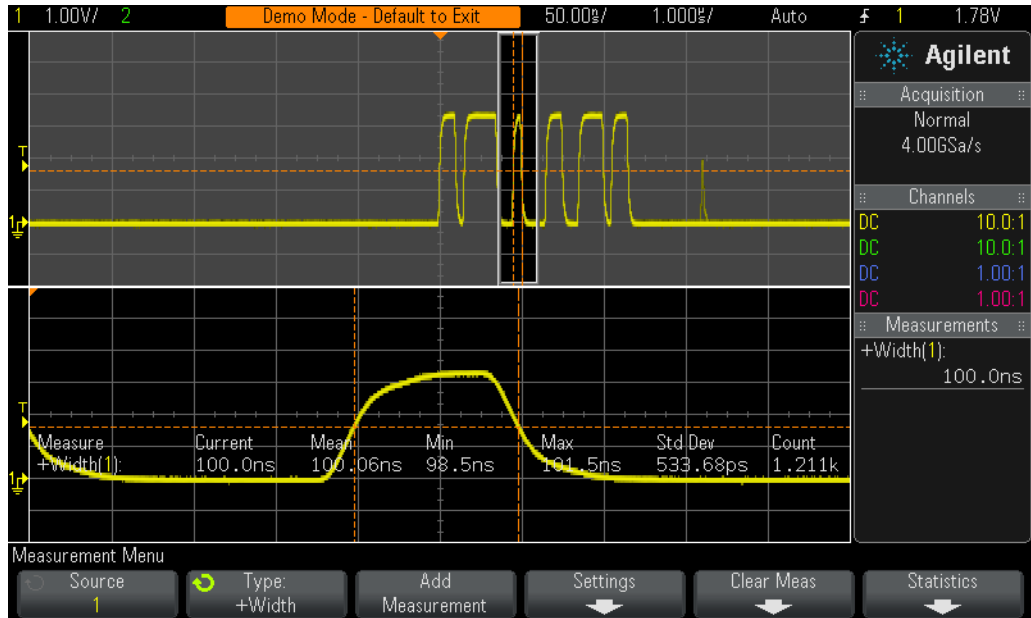 1 1.00V/ 2 Demo Mode - Default to Exit 50.00s/ 1.000s/ Auto 1 1.78V
Agilent
Acquisition
Normal
4.00GSa/s
Channels
DC 10.0:1
DC 10.0:1
DC 1.00:1
DC 1.00:1
Measurements
+Width(1):
100.0ns
T
1
T
1
Measure Current Mean Min Max Std Dev Count
+Width(1): 100.0ns 100.06ns 98.5ns 101.5ns 533.68ps 1.211k
Measurement Menu
Source Type: Add Settings Clear Meas Statistics
1 +Width Measurement